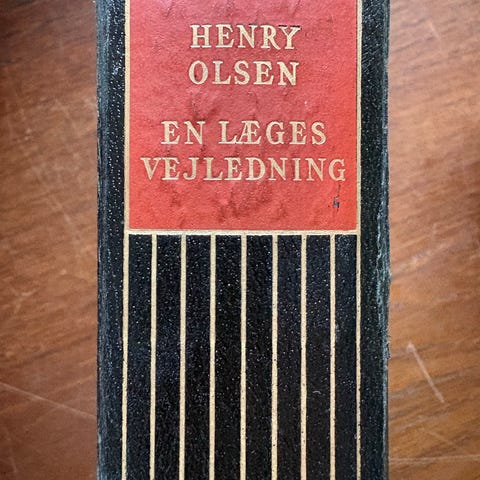 HENRY
OLSEN
EN LÆGES
VEJLEDNING